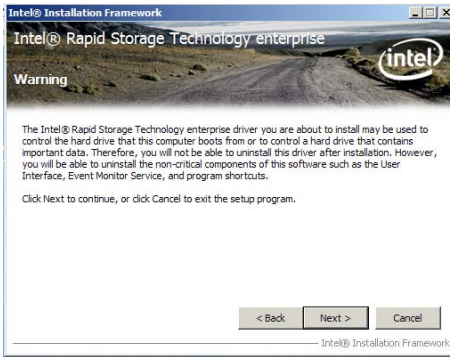 Intel® Installation Framework
Intel® Rapid Storage Technology enterprise
intel
Warning
The Intel® Rapid Storage Technology enterprise driver you are about to install may be used to
control the hard drive that this computer boots from or to control a hard drive that contains
important data. Therefore, you will not be able to uninstall this driver after installation. However,
you will be able to uninstall the non-critical components of this software such as the User
Interface, Event Monitor Service, and program shortcuts.
Click Next to continue, or click Cancel to exit the setup program.
< Back
Next >
Cancel
Intel® Installation Framework